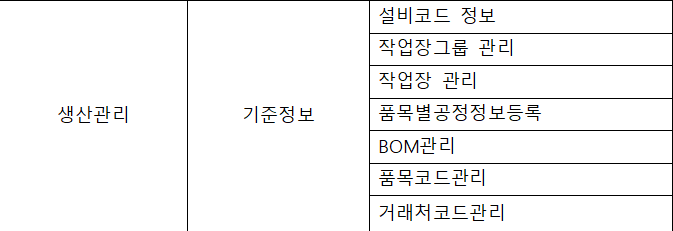 생산관리
기준정보
설비코드 정보
작업장그룹 관리
작업장 관리
품목별공정정보등록
BOM관리
품목코드관리
거래처코드관리